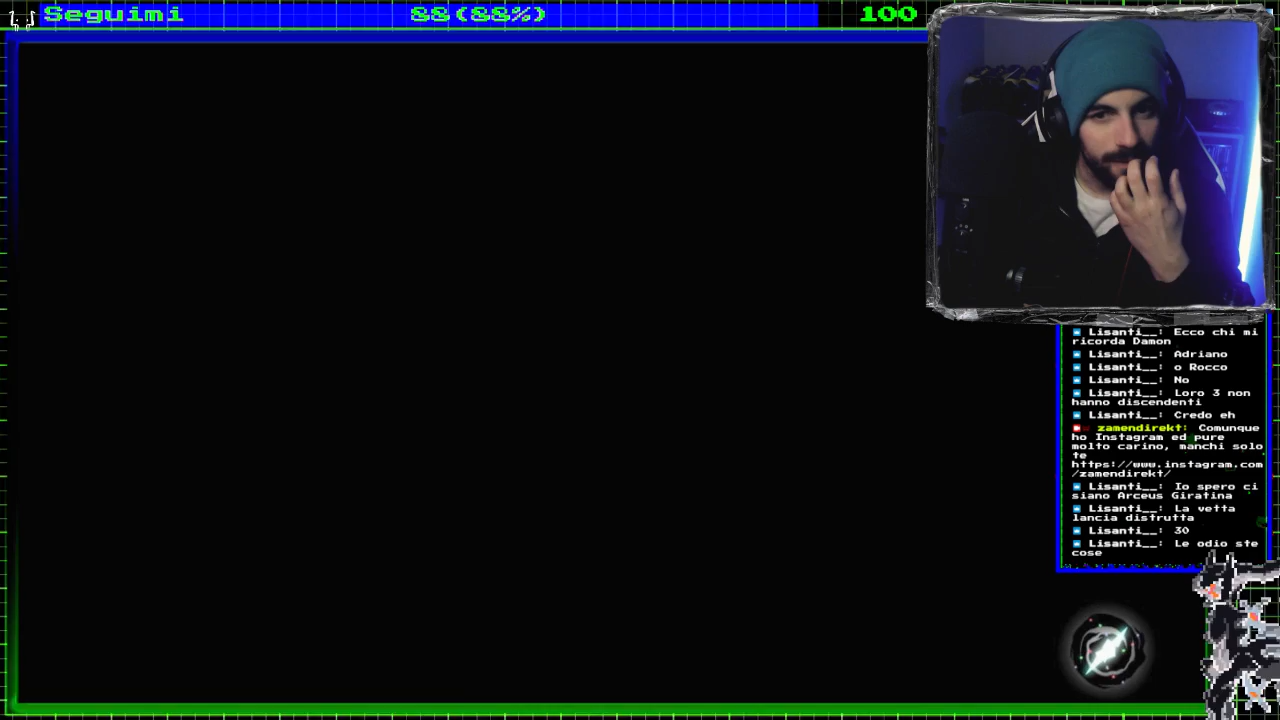 Seguimi 88(88%) 100
Lisanti__: Ecco chi mi
ricorda Damon
Lisanti__: Adriano
Lisanti__: o Rocco
Lisanti__: No
Lisanti__: Loro 3 non
hanno discendenti
Lisanti__: Credo eh
zamendirekt: Comunque
ho Instagram ed pure
molto carino, manchi solo
te
https://www.instagram.com
/zamendirekt/
Lisanti__: Io spero ci
siano Arceus Giratina
Lisanti__: La vetta
lancia distrutta
Lisanti__: 30
Lisanti__: Le odio ste
cose